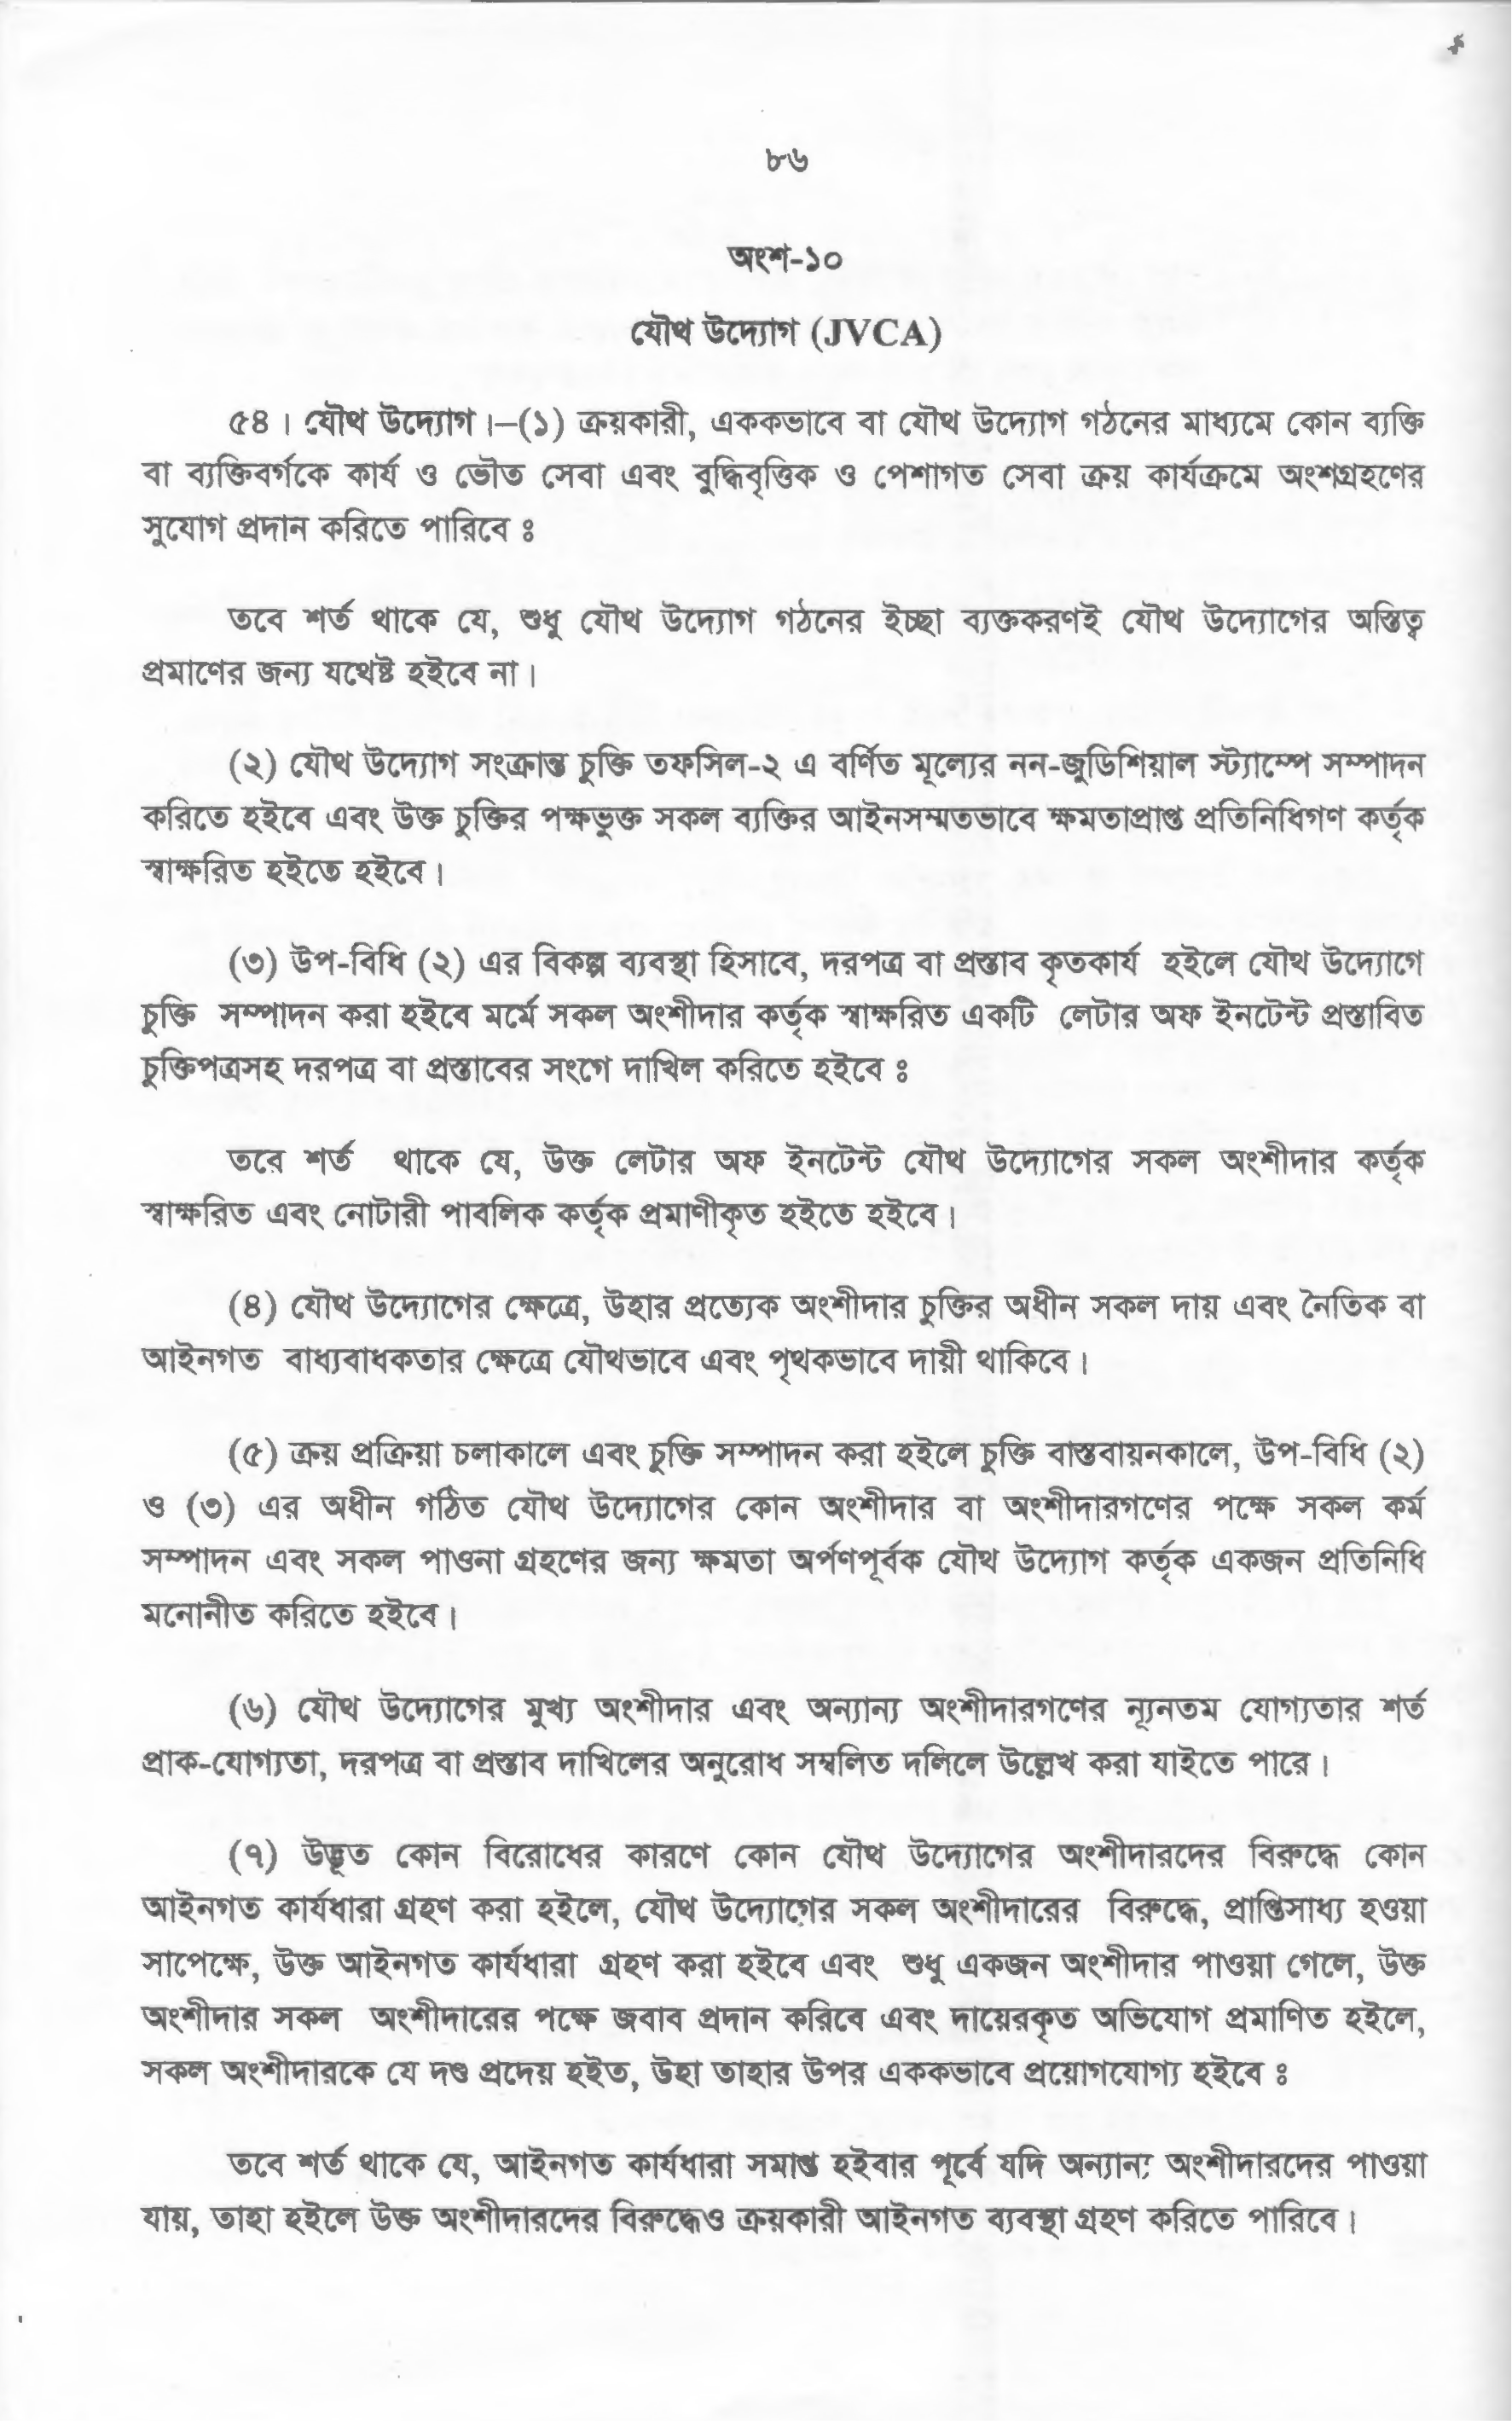 ৮৬
অংশ-১০
যৌথ উদ্যোগ (JVCA)
৫৪। যৌথ উদ্যোগ।–(১) ক্রয়কারী, এককভাবে বা যৌথ উদ্যোগ গঠনের মাধ্যমে কোন ব্যক্তি
বা ব্যক্তিবর্গকে কার্য ও ভৌত সেবা এবং বুদ্ধিবৃত্তিক ও পেশাগত সেবা ক্রয় কার্যক্রমে অংশগ্রহণের
সুযোগ প্রদান করিতে পারিবে ঃ
তবে শর্ত থাকে যে, শুধু যৌথ উদ্যোগ গঠনের ইচ্ছা ব্যক্তকরণই যৌথ উদ্যোগের অস্তিত্ব
প্রমাণের জন্য যথেষ্ট হইবে না।
(২) যৌথ উদ্যোগ সংক্রান্ত চুক্তি তফসিল-২ এ বর্ণিত মূল্যের নন-জুডিশিয়াল স্ট্যাম্পে সম্পাদন
করিতে হইবে এবং উক্ত চুক্তির পক্ষভুক্ত সকল ব্যক্তির আইনসম্মতভাবে ক্ষমতাপ্রাপ্ত প্রতিনিধিগণ কর্তৃক
স্বাক্ষরিত হইতে হইবে।
(৩) উপ-বিধি (২) এর বিকল্প ব্যবস্থা হিসাবে, দরপত্র বা প্রস্তাব কৃতকার্য হইলে যৌথ উদ্যোগে
চুক্তি সম্পাদন করা হইবে মর্মে সকল অংশীদার কর্তৃক স্বাক্ষরিত একটি লেটার অফ ইনটেন্ট প্রস্তাবিত
চুক্তিপত্রসহ দরপত্র বা প্রস্তাবের সংগে দাখিল করিতে হইবে ঃ
তরে শর্ত থাকে যে, উক্ত লেটার অফ ইনটেন্ট যৌথ উদ্যোগের সকল অংশীদার কর্তৃক
স্বাক্ষরিত এবং নোটারী পাবলিক কর্তৃক প্রমাণীকৃত হইতে হইবে।
(৪) যৌথ উদ্যোগের ক্ষেত্রে, উহার প্রত্যেক অংশীদার চুক্তির অধীন সকল দায় এবং নৈতিক বা
আইনগত বাধ্যবাধকতার ক্ষেত্রে যৌথভাবে এবং পৃথকভাবে দায়ী থাকিবে।
(৫) ক্রয় প্রক্রিয়া চলাকালে এবং চুক্তি সম্পাদন করা হইলে চুক্তি বাস্তবায়নকালে, উপ-বিধি (২)
ও (৩) এর অধীন গঠিত যৌথ উদ্যোগের কোন অংশীদার বা অংশীদারগণের পক্ষে সকল কর্ম
সম্পাদন এবং সকল পাওনা গ্রহণের জন্য ক্ষমতা অর্পণপূর্বক যৌথ উদ্যোগ কর্তৃক একজন প্রতিনিধি
মনোনীত করিতে হইবে।
(৬) যৌথ উদ্যোগের মুখ্য অংশীদার এবং অন্যান্য অংশীদারগণের ন্যূনতম যোগ্যতার শর্ত
প্রাক-যোগ্যতা, দরপত্র বা প্রস্তাব দাখিলের অনুরোধ সম্বলিত দলিলে উল্লেখ করা যাইতে পারে।
(৭) উদ্ভূত কোন বিরোধের কারণে কোন যৌথ উদ্যোগের অংশীদারদের বিরুদ্ধে কোন
আইনগত কার্যধারা গ্রহণ করা হইলে, যৌথ উদ্যোগের সকল অংশীদারের বিরুদ্ধে, প্রাপ্তিসাধ্য হওয়া
সাপেক্ষে, উক্ত আইনগত কার্যধারা গ্রহণ করা হইবে এবং শুধু একজন অংশীদার পাওয়া গেলে, উক্ত
অংশীদার সকল অংশীদারের পক্ষে জবাব প্রদান করিবে এবং দায়েরকৃত অভিযোগ প্রমাণিত হইলে,
সকল অংশীদারকে যে দণ্ড প্রদেয় হইত, উহা তাহার উপর এককভাবে প্রয়োগযোগ্য হইবে ঃ
তবে শর্ত থাকে যে, আইনগত কার্যধারা সমাপ্ত হইবার পূর্বে যদি অন্যান্য অংশীদারদের পাওয়া
যায়, তাহা হইলে উক্ত অংশীদারদের বিরুদ্ধেও ক্রয়কারী আইনগত ব্যবস্থা গ্রহণ করিতে পারিবে।